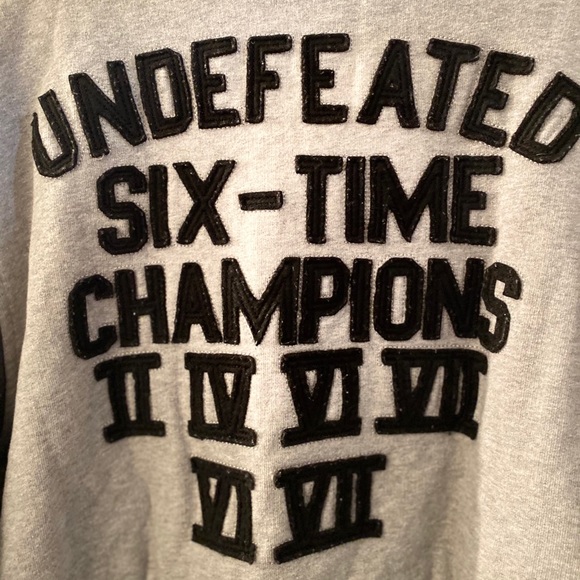 UNDEFEATED
SIX-TIME
CHAMPIONS
II IV VI VII
VI VII